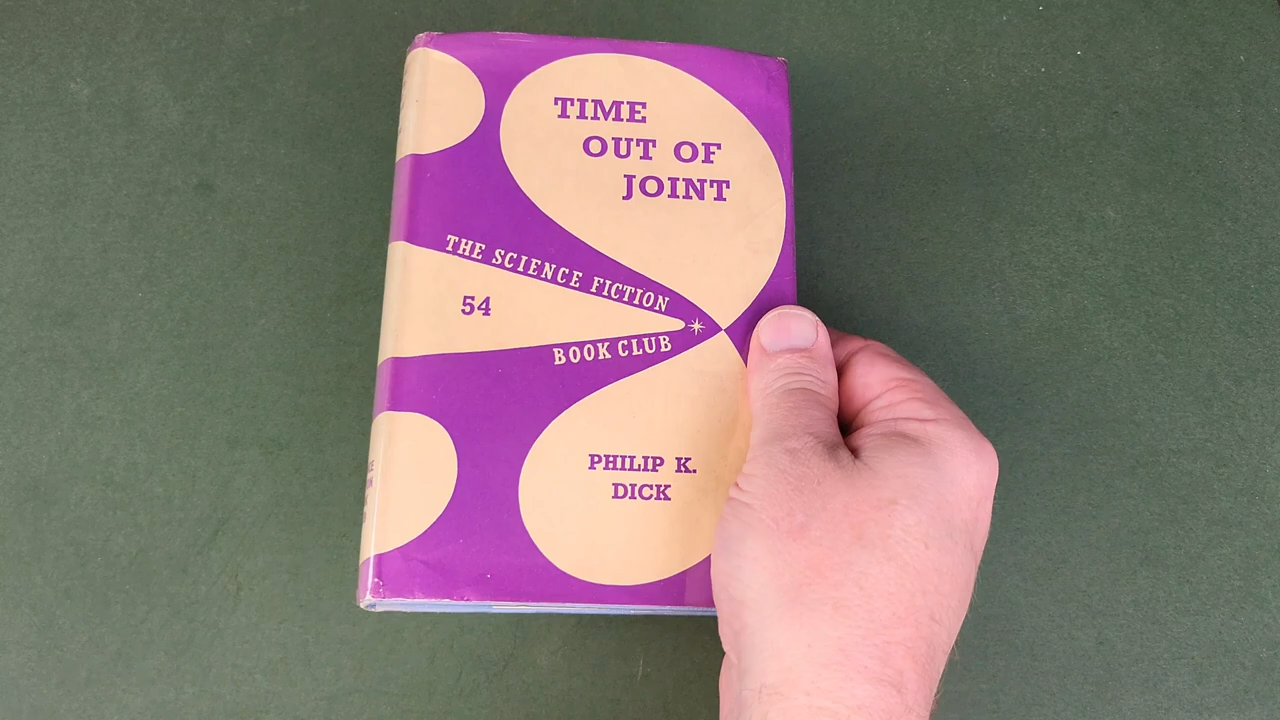 TIME
OUT OF
JOINT
THE SCIENCE FICTION
54
BOOK CLUB
PHILIP K.
DICK